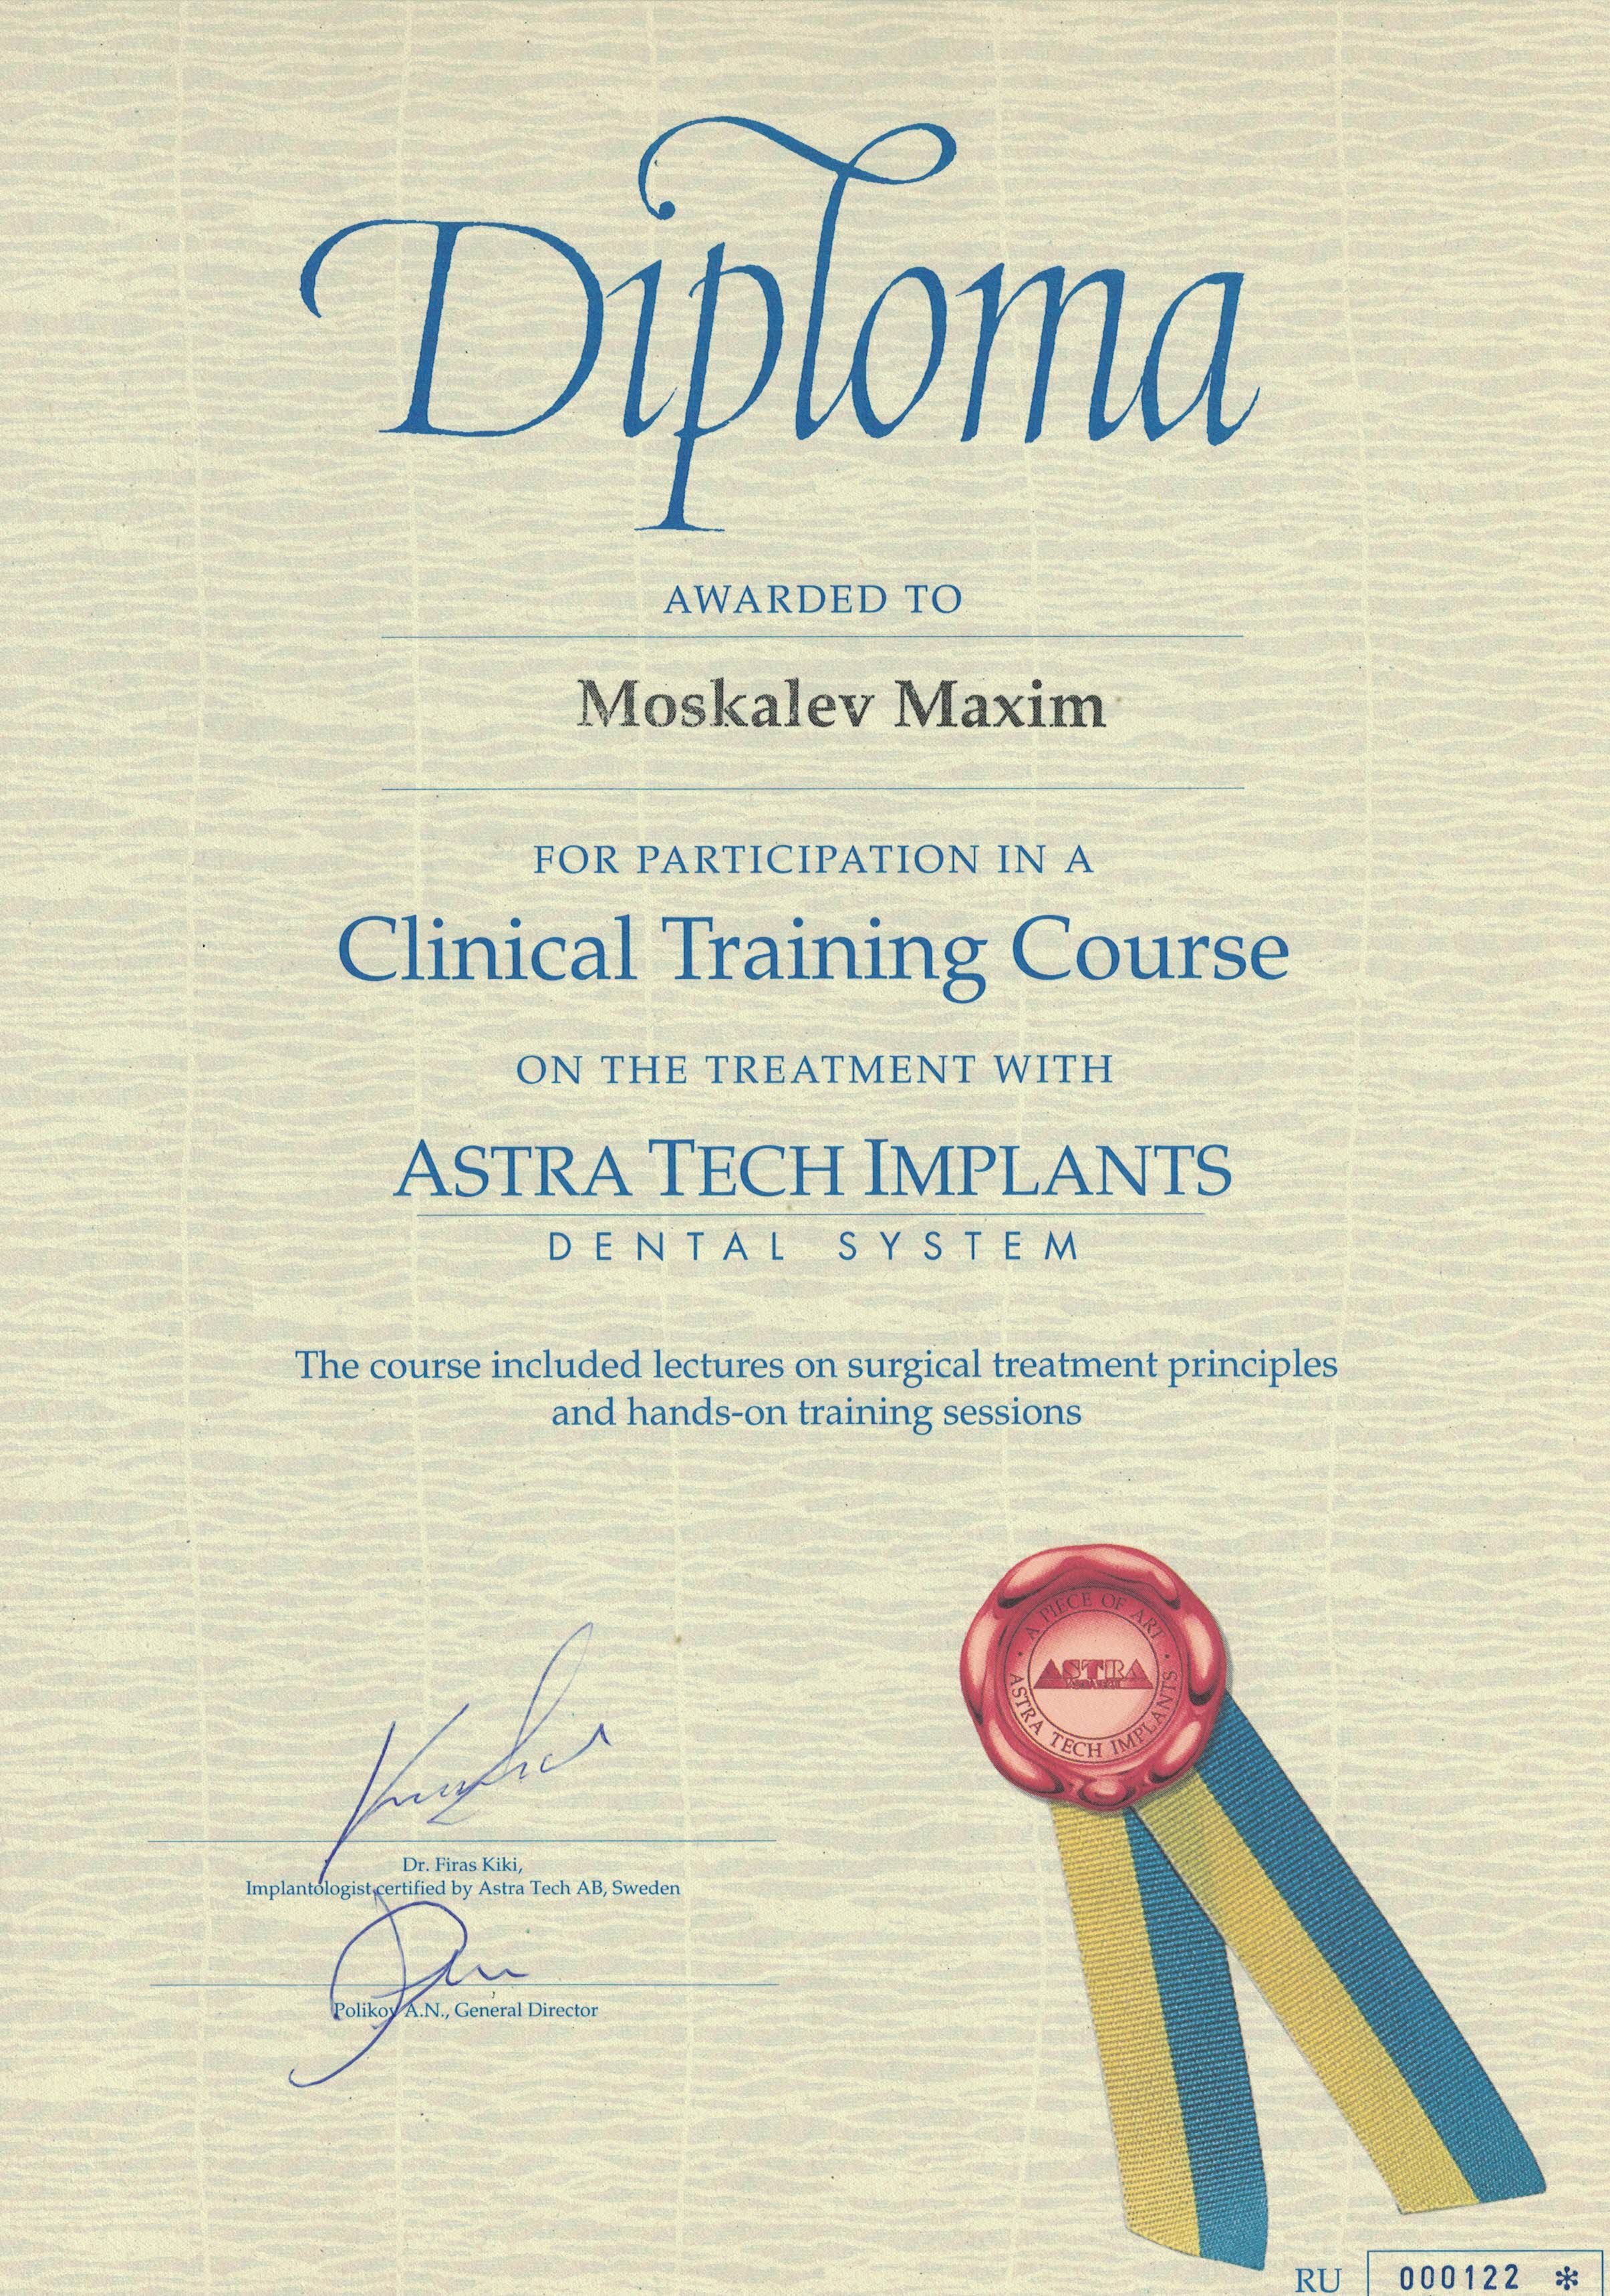 Diploma
AWARDED TO
Moskalev Maxim
FOR PARTICIPATION IN A
Clinical Training Course
ON THE TREATMENT WITH
ASTRA TECH IMPLANTS
DENTAL SYSTEM
The course included lectures on surgical treatment principles
and hands-on training sessions
A PIECE OF ART
ASTRA
ASTRA TECH IMPLANTS
Dr. Firas Kiki,
Implantologist certified by Astra Tech AB, Sweden
Polikov A.N., General Director
RU 000122 *